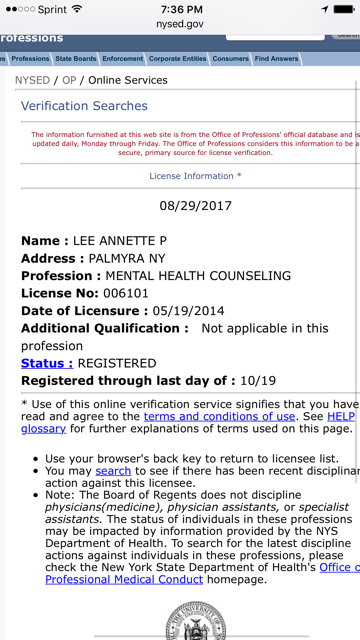 Sprint 7:36 PM
nysed.gov
rofessions
es Professions State Boards Enforcement Corporate Entities Consumers Find Answers
NYSED / OP / Online Services
Verification Searches
The information furnished at this web site is from the Office of Professions' official database and is
updated daily, Monday through Friday. The Office of Professions considers this information to be a
secure, primary source for license verification.
License Information *
08/29/2017
Name : LEE ANNETTE P
Address : PALMYRA NY
Profession : MENTAL HEALTH COUNSELING
License No: 006101
Date of Licensure : 05/19/2014
Additional Qualification : Not applicable in this
profession
Status : REGISTERED
Registered through last day of : 10/19
* Use of this online verification service signifies that you have
read and agree to the terms and conditions of use. See HELP
glossary for further explanations of terms used on this page.
• Use your browser's back key to return to licensee list.
• You may search to see if there has been recent disciplinar
action against this licensee.
• Note: The Board of Regents does not discipline
physicians(medicine), physician assistants, or specialist
assistants. The status of individuals in these professions
may be impacted by information provided by the NYS
Department of Health. To search for the latest discipline
actions against individuals in these professions, please
check the New York State Department of Health's Office o
Professional Medical Conduct homepage.